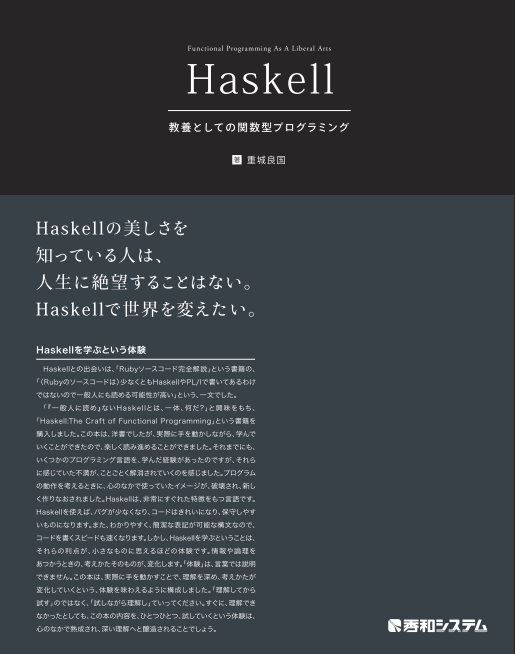 Functional Programming As A Liberal Arts
Haskell
教養としての関数型プログラミング
著 重城良国
Haskellの美しさを
知っている人は、
人生に絶望することはない。
Haskellで世界を変えたい。
Haskellを学ぶという体験
Haskellとの出会いは、「Rubyソースコード完全解説」という書籍の、
「(Rubyのソースコードは)少なくともHaskellやPL/Iで書いてあるわけ
ではないので一般人にも読める可能性が高い」という、一文でした。
「『一般人に読め』ないHaskellとは、一体、何だ?」と興味をもち、
「Haskell:The Craft of Functional Programming」という書籍を
購入しました。この本は、洋書でしたが、実際に手を動かしながら、学んで
いくことができたので、楽しく読み進めることができました。それまでにも、
いくつかのプログラミング言語を、学んだ経験があったのですが、それら
に感じていた不満が、ことごとく解消されていくのを感じました。プログラム
の動作を考えるときに、心のなかで使っていたイメージが、破壊され、新し
く作りなおされました。Haskellは、非常にすぐれた特徴をもつ言語です。
Haskellを使えば、バグが少なくなり、コードはきれいになり、保守しやす
いものになります。また、わかりやすく、簡潔な表記が可能な構文なので、
コードを書くスピードも速くなります。しかし、Haskellを学ぶということは、
それらの利点が、小さなものに思えるほどの体験です。情報や論理を
あつかうときの、考えかたそのものが、変化します。「体験」は、言葉では説明
できません。この本は、実際に手を動かすことで、理解を深め、考えかたが
変化していくという、体験を味わえるように構成しました。「理解してから
試す」のではなく、「試しながら理解し」ていってください。すぐに、理解でき
なかったとしても、この本の内容を、ひとつひとつ、試していくという体験は、
心のなかで熟成され、深い理解へと醸造されることでしょう。
秀和システム